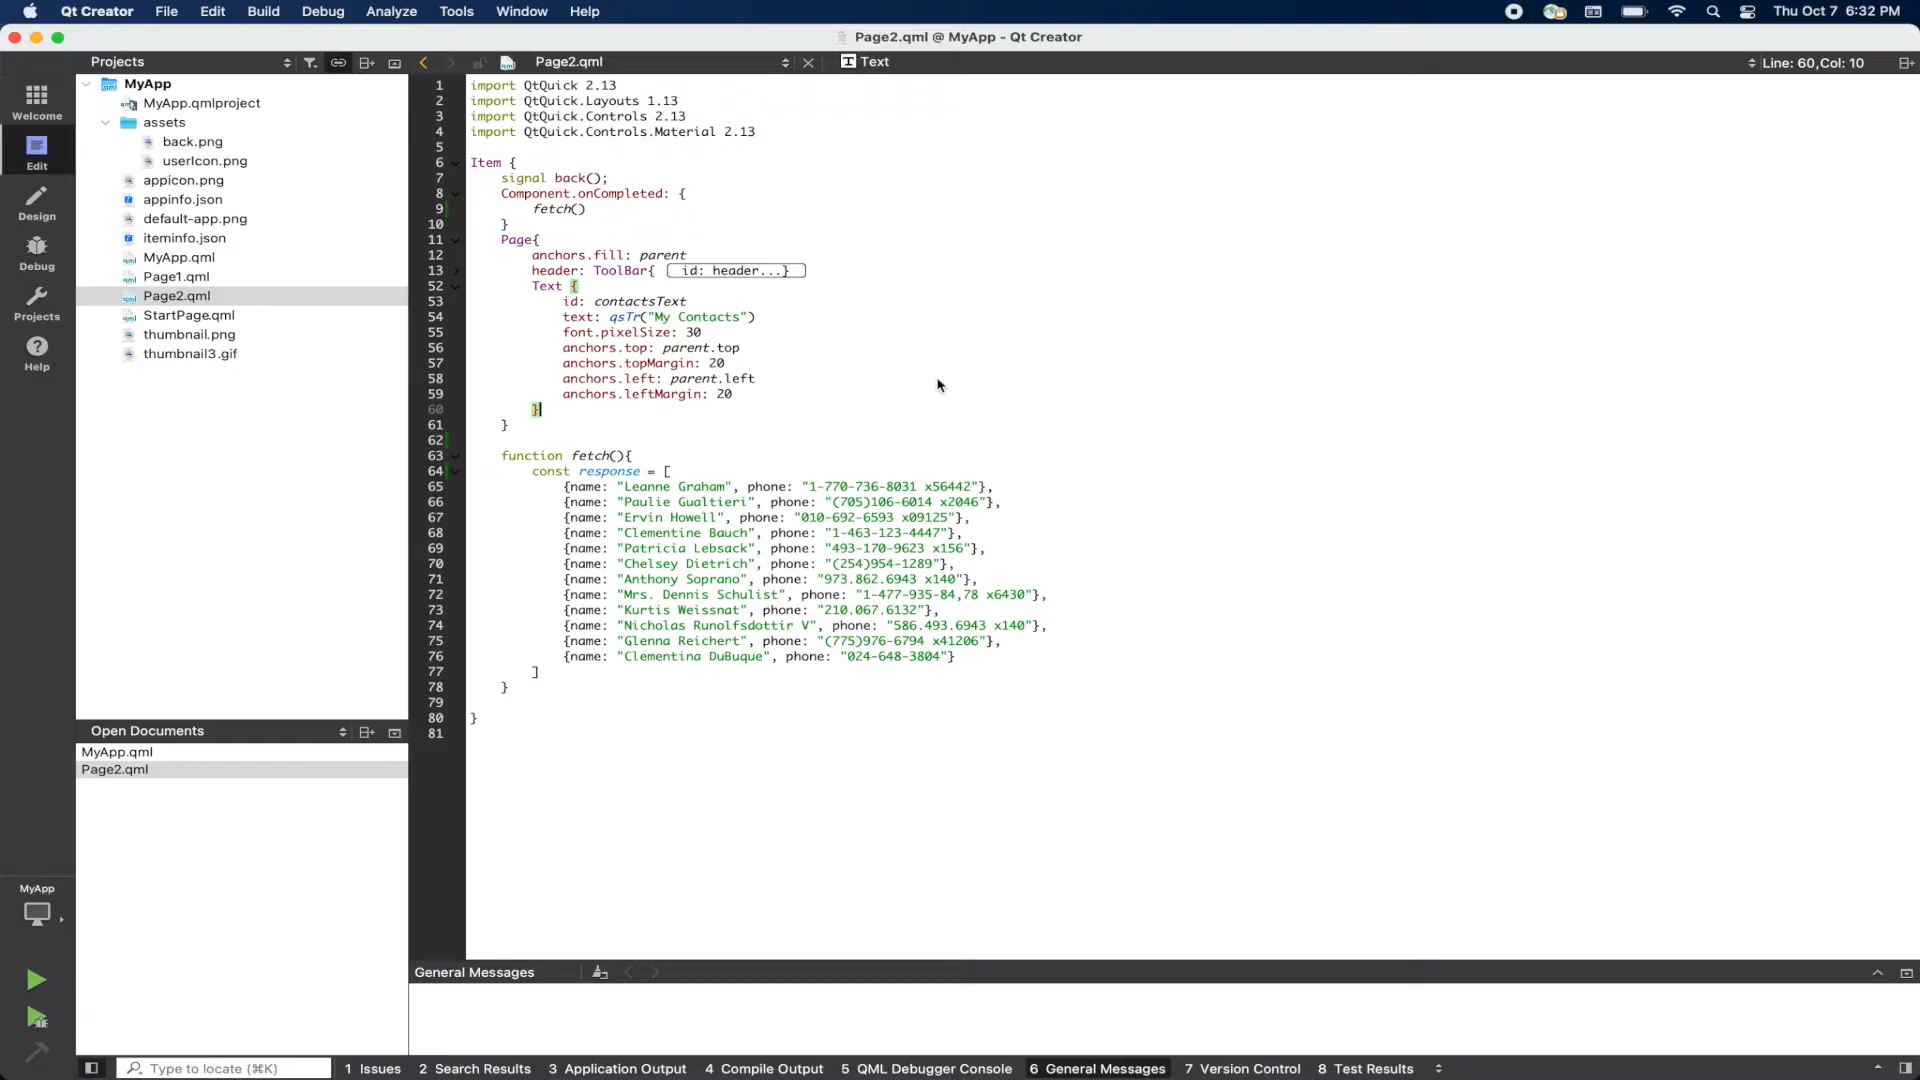 Qt Creator File Edit Build Debug Analyze Tools Window Help Thu Oct 7 6:32 PM
Page2.qml @ MyApp - Qt Creator
Projects Page2.qml Text Line: 60,Col: 10
Welcome
Edit
Design
Debug
Projects
Help
MyApp
MyApp.qmlproject
assets
back.png
userIcon.png
appicon.png
appinfo.json
default-app.png
iteminfo.json
MyApp.qml
Page1.qml
Page2.qml
StartPage.qml
thumbnail.png
thumbnail3.gif
Open Documents
MyApp.qml
Page2.qml
1 import QtQuick 2.13
2 import QtQuick.Layouts 1.13
3 import QtQuick.Controls 2.13
4 import QtQuick.Controls.Material 2.13
5
6 Item {
7 signal back();
8 Component.onCompleted: {
9 fetch()
10 }
11 Page{
12 anchors.fill: parent
13 header: ToolBar{ id: header...}
52 Text {
53 id: contactsText
54 text: qsTr("My Contacts")
55 font.pixelSize: 30
56 anchors.top: parent.top
57 anchors.topMargin: 20
58 anchors.left: parent.left
59 anchors.leftMargin: 20
60 }
61 }
62
63 function fetch(){
64 const response = [
65 {name: "Leanne Graham", phone: "1-770-736-8031 x56442"},
66 {name: "Paulie Gualtieri", phone: "(705)106-6014 x2046"},
67 {name: "Ervin Howell", phone: "010-692-6593 x09125"},
68 {name: "Clementine Bauch", phone: "1-463-123-4447"},
69 {name: "Patricia Lebsack", phone: "493-170-9623 x156"},
70 {name: "Chelsey Dietrich", phone: "(254)954-1289"},
71 {name: "Anthony Soprano", phone: "973.862.6943 x140"},
72 {name: "Mrs. Dennis Schulist", phone: "1-477-935-84,78 x6430"},
73 {name: "Kurtis Weissnat", phone: "210.067.6132"},
74 {name: "Nicholas Runolfsdottir V", phone: "586.493.6943 x140"},
75 {name: "Glenna Reichert", phone: "(775)976-6794 x41206"},
76 {name: "Clementina DuBuque", phone: "024-648-3804"}
77 ]
78 }
79
80 }
81
MyApp
General Messages
Type to locate (⌘K) 1 Issues 2 Search Results 3 Application Output 4 Compile Output 5 QML Debugger Console 6 General Messages 7 Version Control 8 Test Results